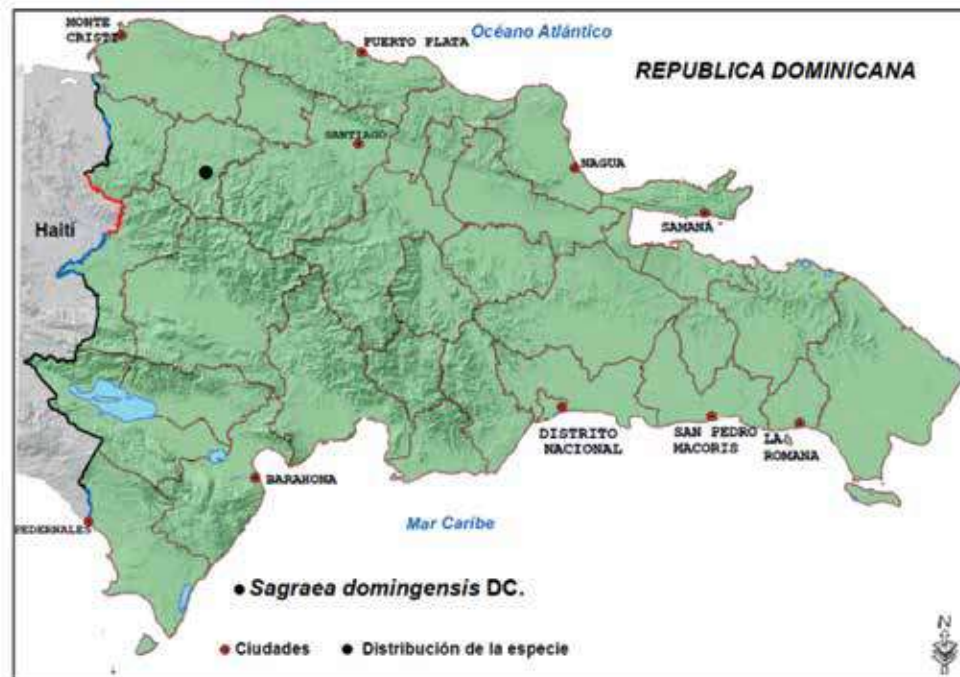 MONTE
CRISTI
PUERTO PLATA
Océano Atlántico
REPUBLICA DOMINICANA
SANTIAGO
NAGUA
SAMANÁ
Haití
DISTRITO
NACIONAL
SAN PEDRO
MACORIS
LA
ROMANA
BARAHONA
PEDERNALES
Mar Caribe
Sagraea domingensis DC.
Ciudades
Distribución de la especie
N